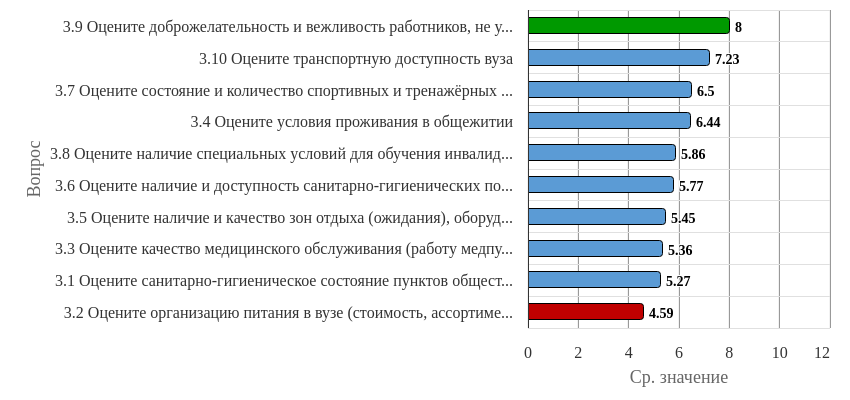 3.9 Оцените доброжелательность и вежливость работников, не у...
8
3.10 Оцените транспортную доступность вуза
7.23
3.7 Оцените состояние и количество спортивных и тренажёрных ...
6.5
3.4 Оцените условия проживания в общежитии
6.44
3.8 Оцените наличие специальных условий для обучения инвалид...
5.86
3.6 Оцените наличие и доступность санитарно-гигиенических по...
5.77
3.5 Оцените наличие и качество зон отдыха (ожидания), оборуд...
5.45
3.3 Оцените качество медицинского обслуживания (работу медпу...
5.36
3.1 Оцените санитарно-гигиеническое состояние пунктов общест...
5.27
3.2 Оцените организацию питания в вузе (стоимость, ассортиме...
4.59
Вопрос
0 2 4 6 8 10 12
Ср. значение